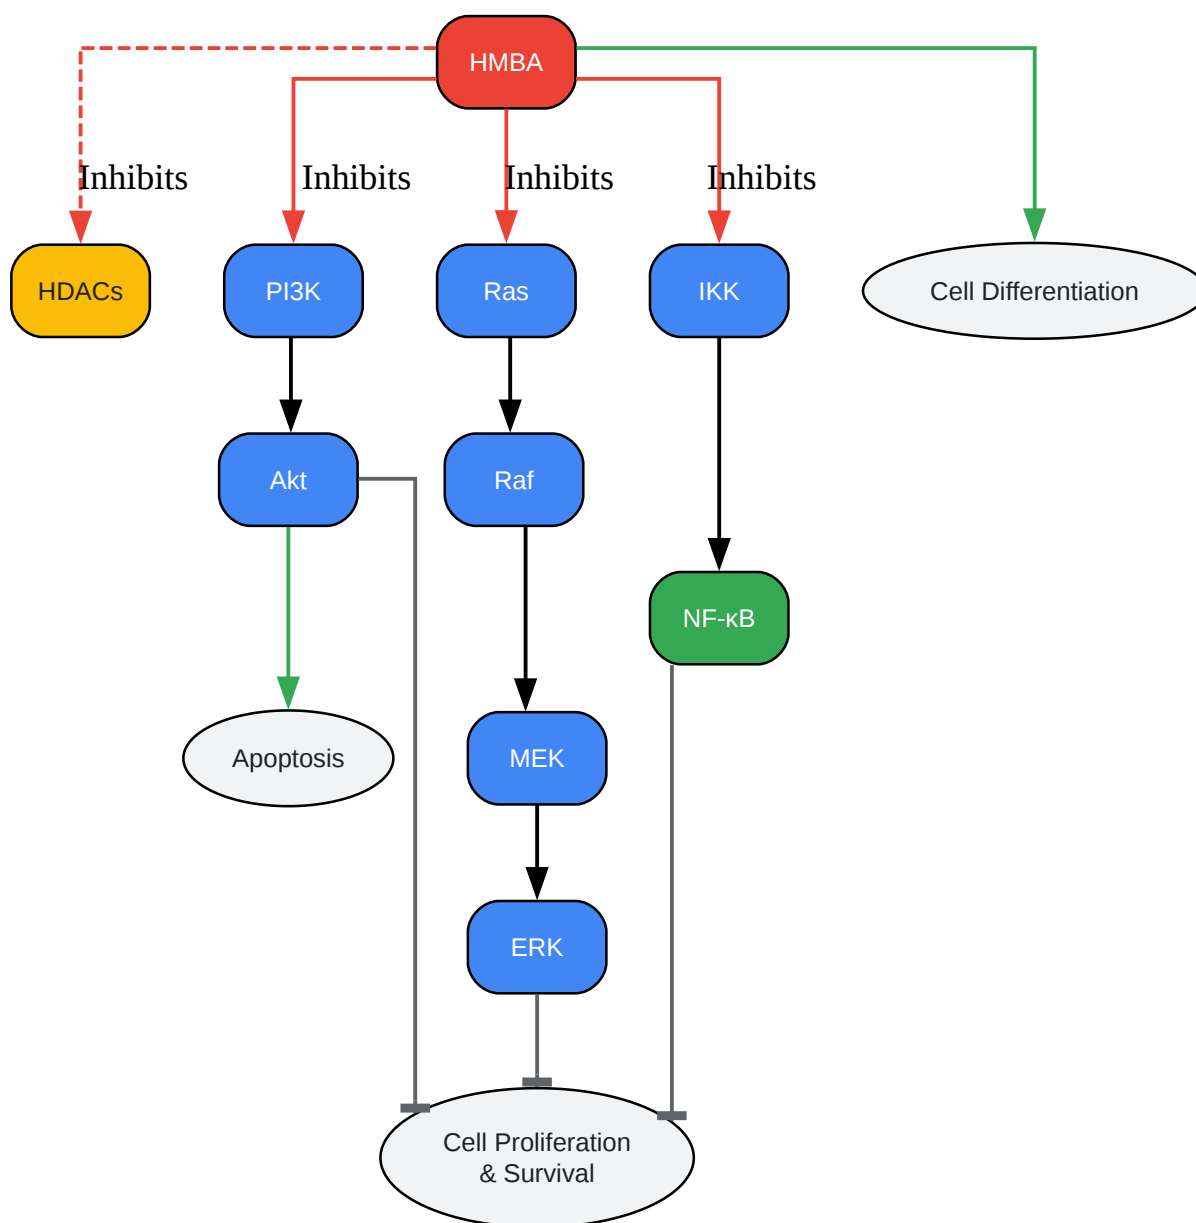 HMBA
Inhibits
Inhibits
Inhibits
Inhibits
HDACs
PI3K
Ras
IKK
Cell Differentiation
Akt
Raf
NF-κB
Apoptosis
MEK
ERK
Cell Proliferation
& Survival